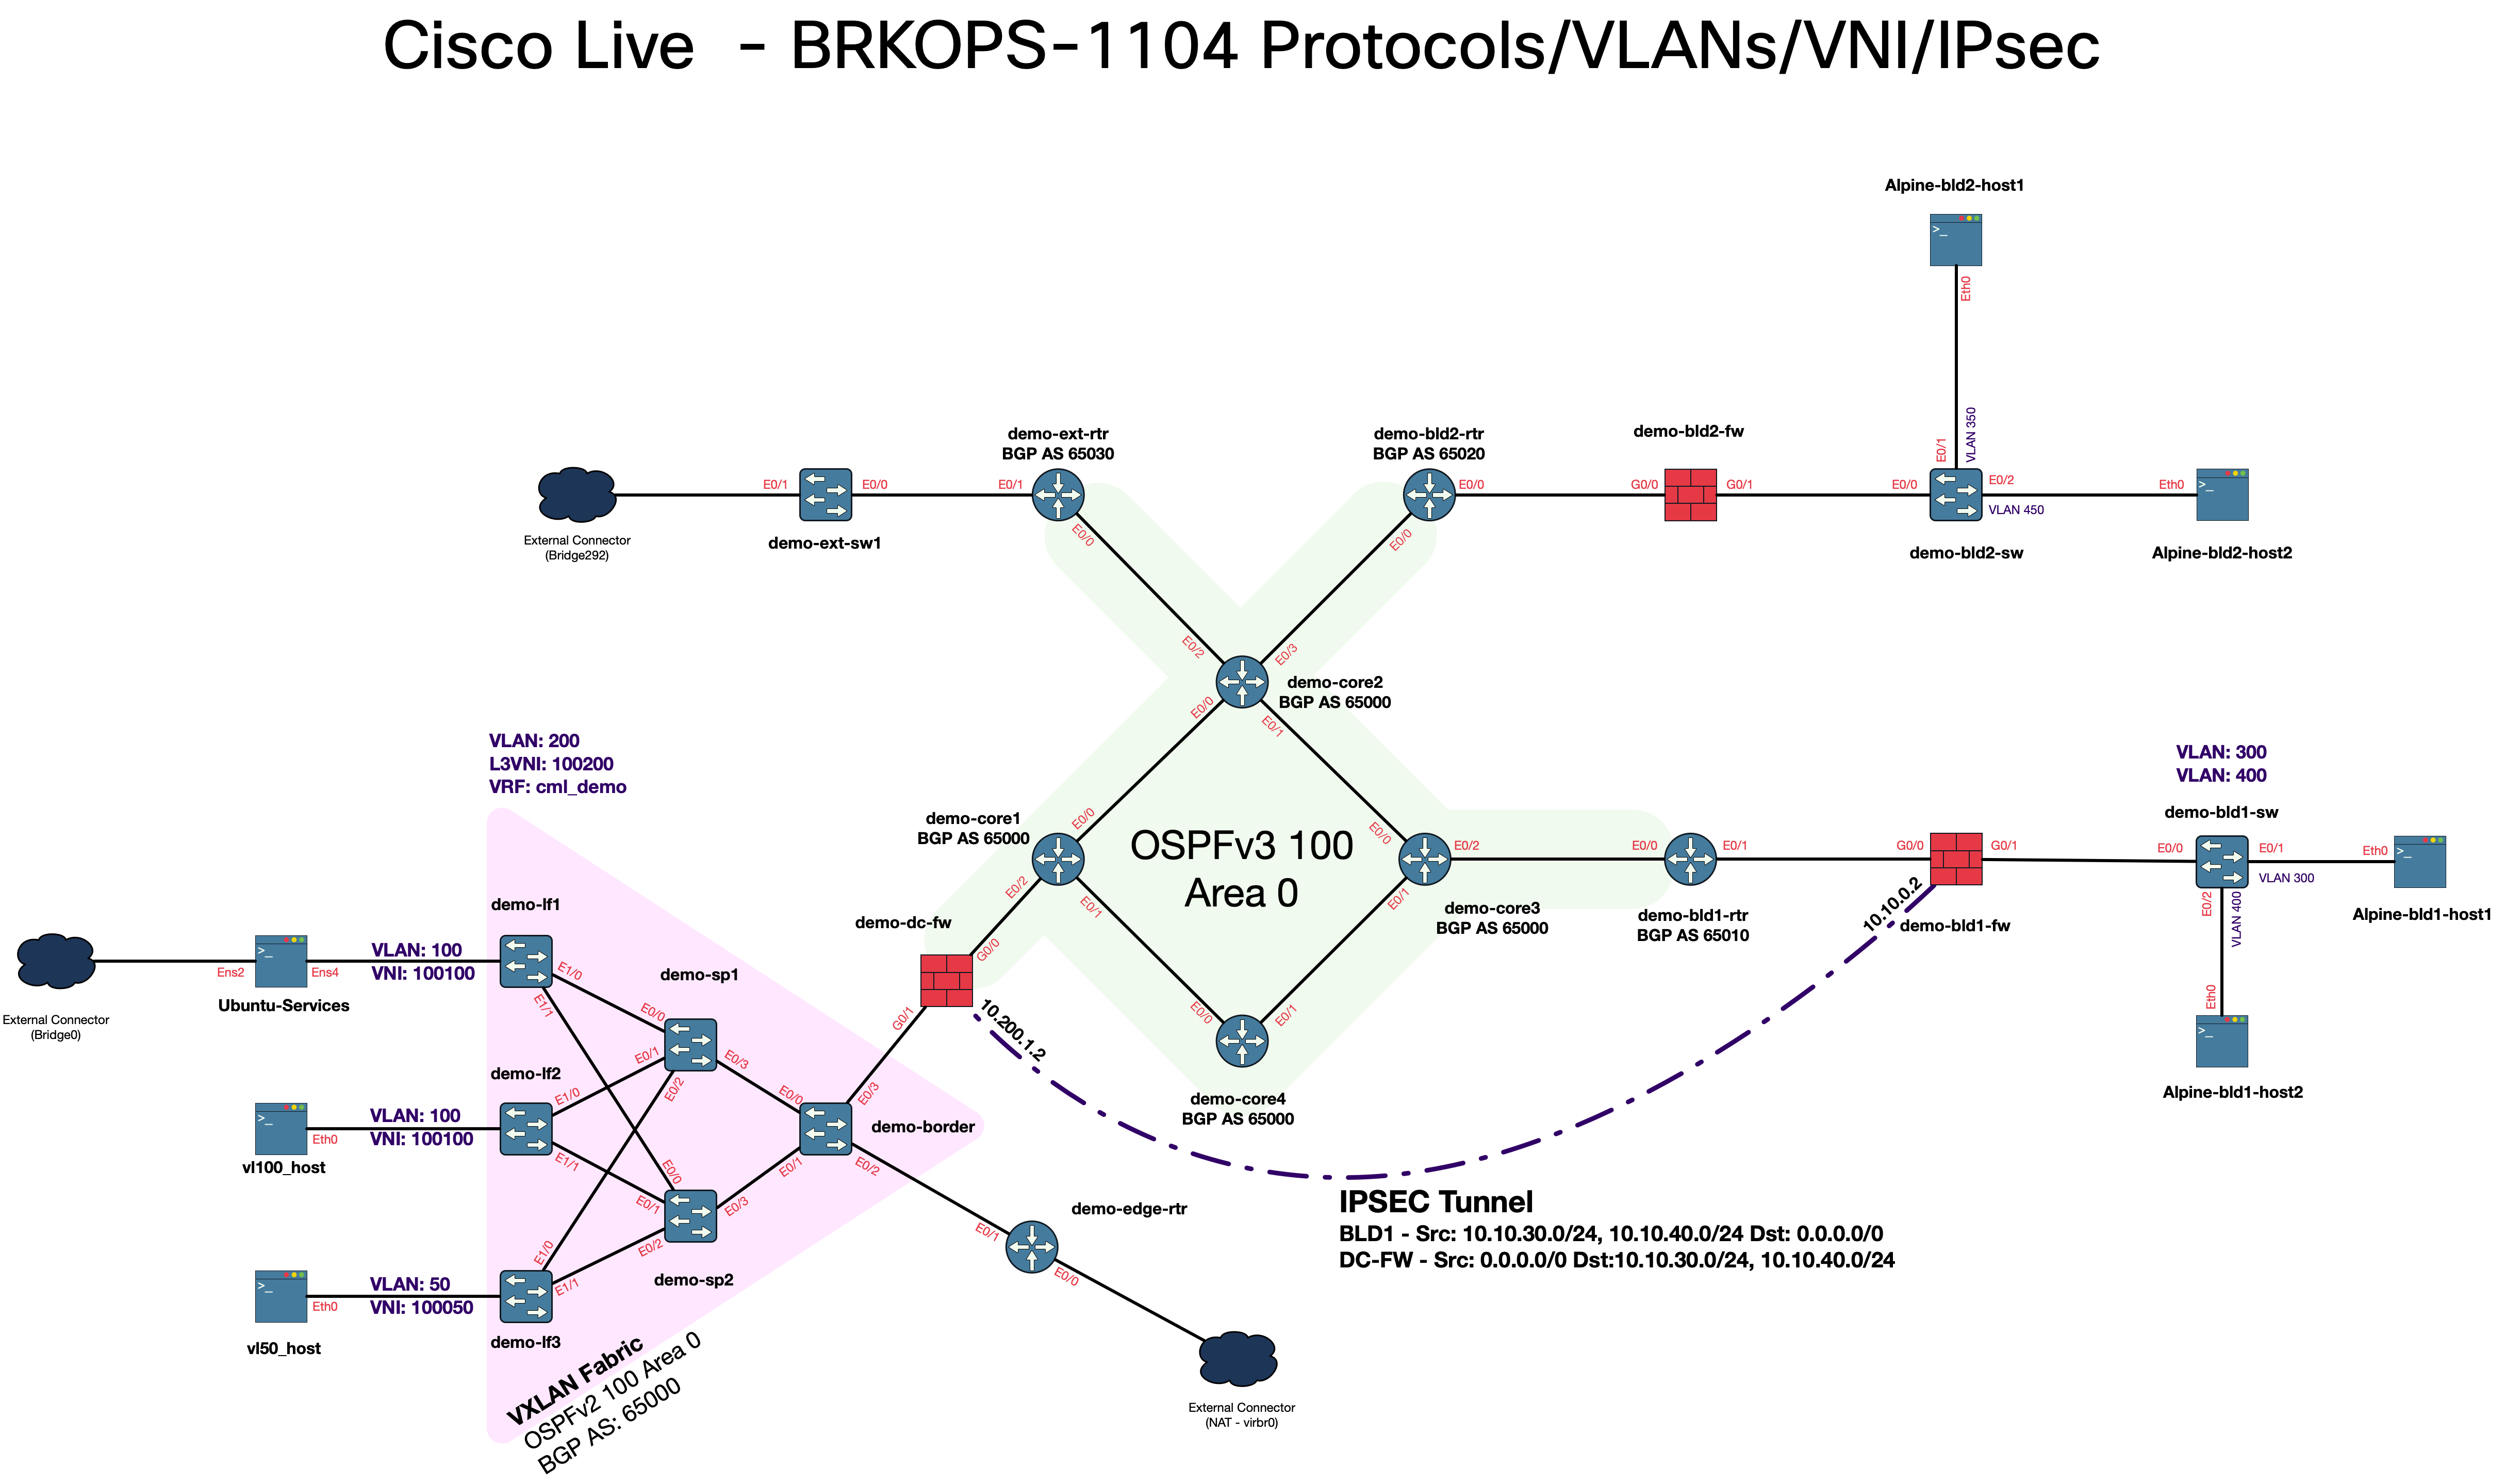 Cisco Live - BRKOPS-1104 Protocols/VLANs/VNI/IPsec
Alpine-bld2-host1
>_
Eth0
VLAN 350
E0/1
demo-ext-rtr
BGP AS 65030
demo-bld2-rtr
BGP AS 65020
demo-bld2-fw
E0/1
E0/0
E0/1
E0/0
G0/0
G0/1
E0/0
E0/2
VLAN 450
Eth0
>_
External Connector
(Bridge292)
demo-ext-sw1
E0/0
E0/0
demo-bld2-sw
Alpine-bld2-host2
E0/2
E0/3
demo-core2
BGP AS 65000
E0/0
E0/1
VLAN: 200
L3VNI: 100200
VRF: cml_demo
VLAN: 300
VLAN: 400
demo-core1
BGP AS 65000
E0/0
E0/0
OSPFv3 100
Area 0
E0/2
E0/1
E0/1
E0/2
demo-core3
BGP AS 65000
E0/0
E0/1
demo-bld1-rtr
BGP AS 65010
G0/0
G0/1
10.10.0.2
demo-bld1-fw
demo-bld1-sw
E0/0
E0/1
VLAN 300
Eth0
>_
Alpine-bld1-host1
E0/2
VLAN 400
Eth0
>_
Alpine-bld1-host2
demo-dc-fw
G0/0
G0/1
10.200.1.2
E0/0
E0/1
demo-core4
BGP AS 65000
demo-lf1
External Connector
(Bridge0)
Ens2
>_
Ens4
Ubuntu-Services
VLAN: 100
VNI: 100100
E1/0
E1/1
demo-sp1
E0/0
E0/1
E0/2
E0/3
demo-lf2
>_
Eth0
vl100_host
VLAN: 100
VNI: 100100
E1/0
E1/1
E0/0
E0/1
E0/3
E0/2
demo-border
E0/0
E0/1
E0/3
E0/2
demo-sp2
>_
Eth0
vl50_host
VLAN: 50
VNI: 100050
E1/0
E1/1
demo-lf3
VXLAN Fabric
OSPFv2 100 Area 0
BGP AS: 65000
demo-edge-rtr
E0/1
E0/0
External Connector
(NAT - virbr0)
IPSEC Tunnel
BLD1 - Src: 10.10.30.0/24, 10.10.40.0/24 Dst: 0.0.0.0/0
DC-FW - Src: 0.0.0.0/0 Dst:10.10.30.0/24, 10.10.40.0/24